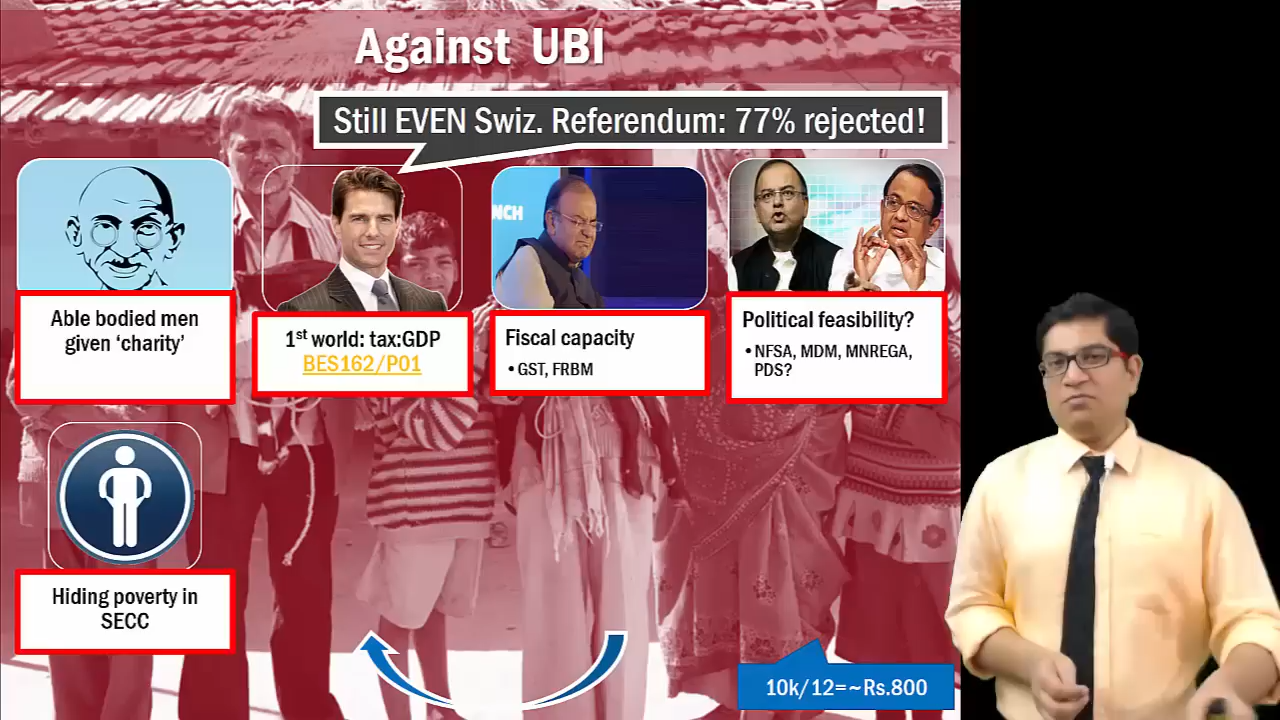 Against UBI
Still EVEN Swiz. Referendum: 77% rejected!
NCH
Able bodied men
given ‘charity’
1st world: tax:GDP
BES162/P01
Fiscal capacity
•GST, FRBM
Political feasibility?
•NFSA, MDM, MNREGA,
PDS?
Hiding poverty in
SECC
10k/12=~Rs.800